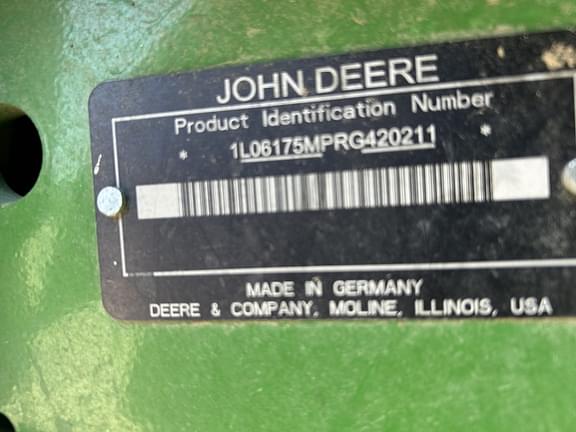 JOHN DEERE
Product Identification Number
* 1L06175MPRG420211 *
MADE IN GERMANY
DEERE & COMPANY, MOLINE, ILLINOIS, USA